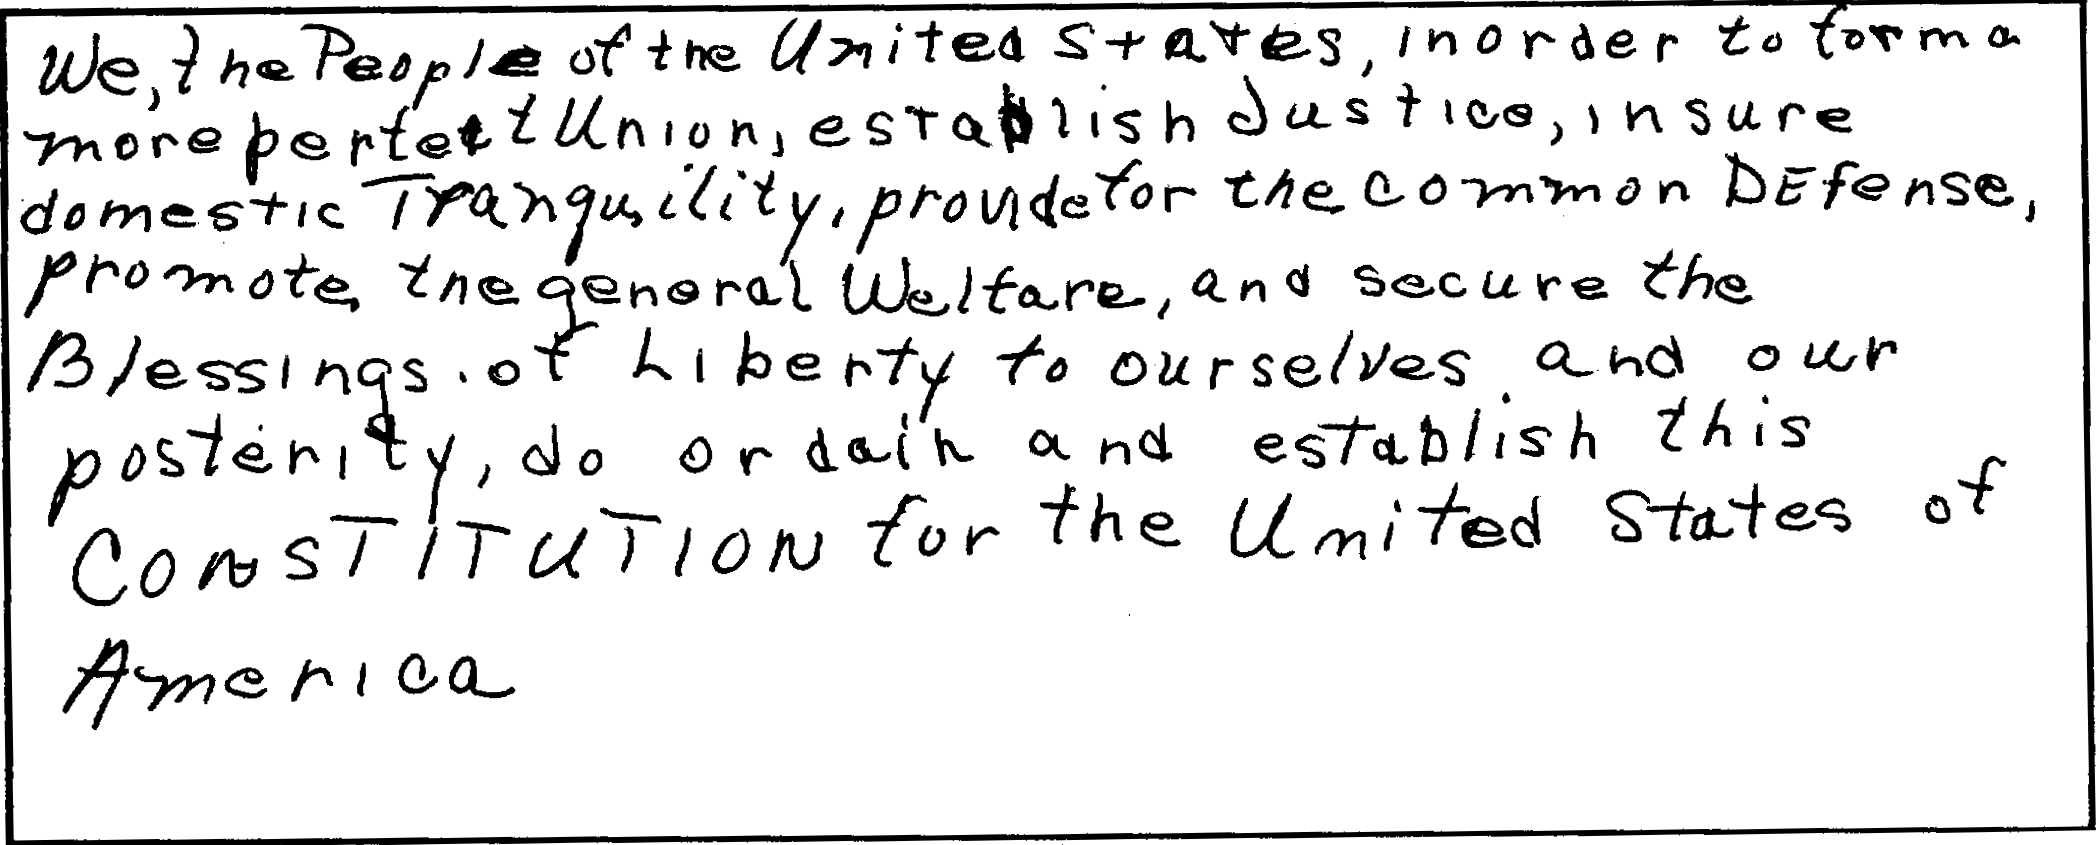 We, the People of the United States, in order to form a
more perfect Union, establish Justice, insure
domestic Tranquility, provide for the common DEfense,
promote the general Welfare, and secure the
Blessings of Liberty to ourselves and our
posterity, do ordain and establish this
CONSTITUTION for the United States of
America